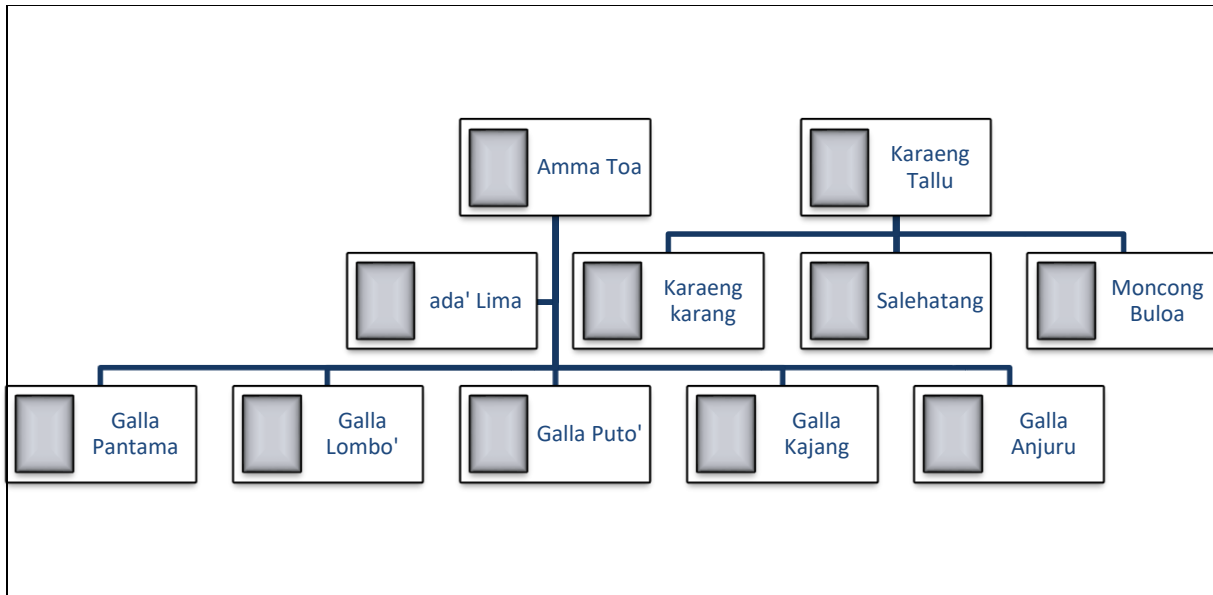 Amma Toa
Karaeng
Tallu
ada' Lima
Karaeng
karang
Salehatang
Moncong
Buloa
Galla
Pantama
Galla
Lombo'
Galla Puto'
Galla
Kajang
Galla
Anjuru